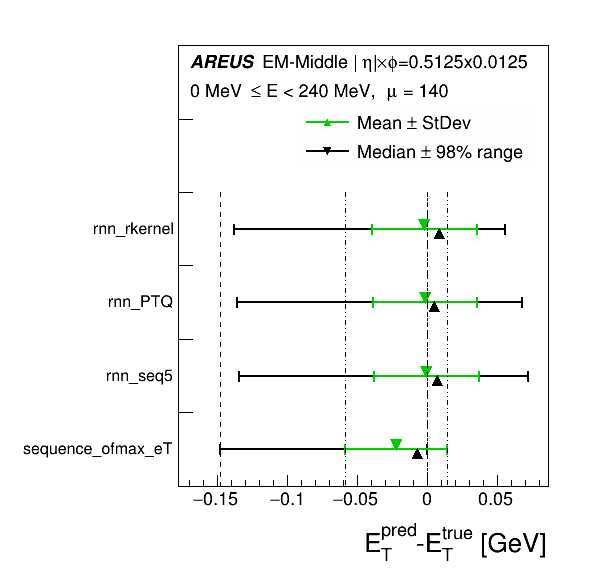 AREUS EM-Middle | η|×ϕ=0.5125x0.0125
0 MeV ≤ E < 240 MeV, μ = 140
Mean ± StDev
Median ± 98% range
rnn_rkernel
rnn_PTQ
rnn_seq5
sequence_ofmax_eT
−0.15 −0.1 −0.05 0 0.05
E_T^pred-E_T^true [GeV]